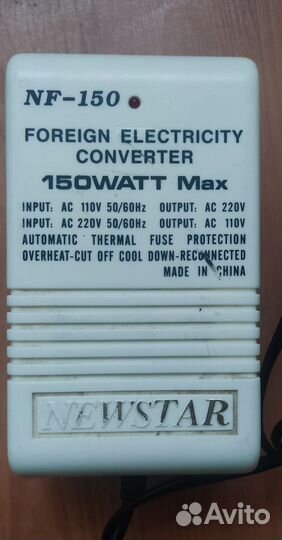 NF-150
FOREIGN ELECTRICITY
CONVERTER
150WATT Max
INPUT: AC 110V 50/60Hz OUTPUT: AC 220V
INPUT: AC 220V 50/60Hz OUTPUT: AC 110V
AUTOMATIC THERMAL FUSE PROTECTION
OVERHEAT-CUT OFF COOL DOWN-RECONNECTED
MADE IN CHINA
NEWSTAR
Avito